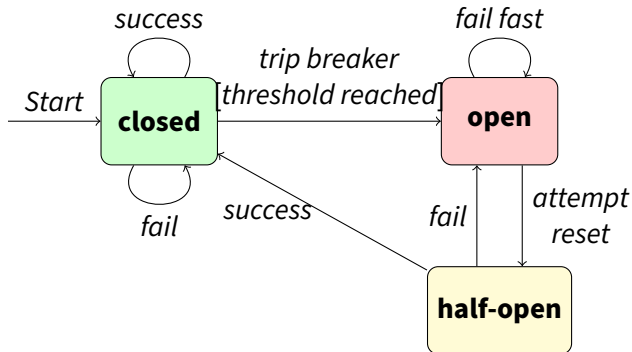 success
fail fast
trip breaker
[threshold reached]
Start
closed
open
fail
success
fail
attempt
reset
half-open